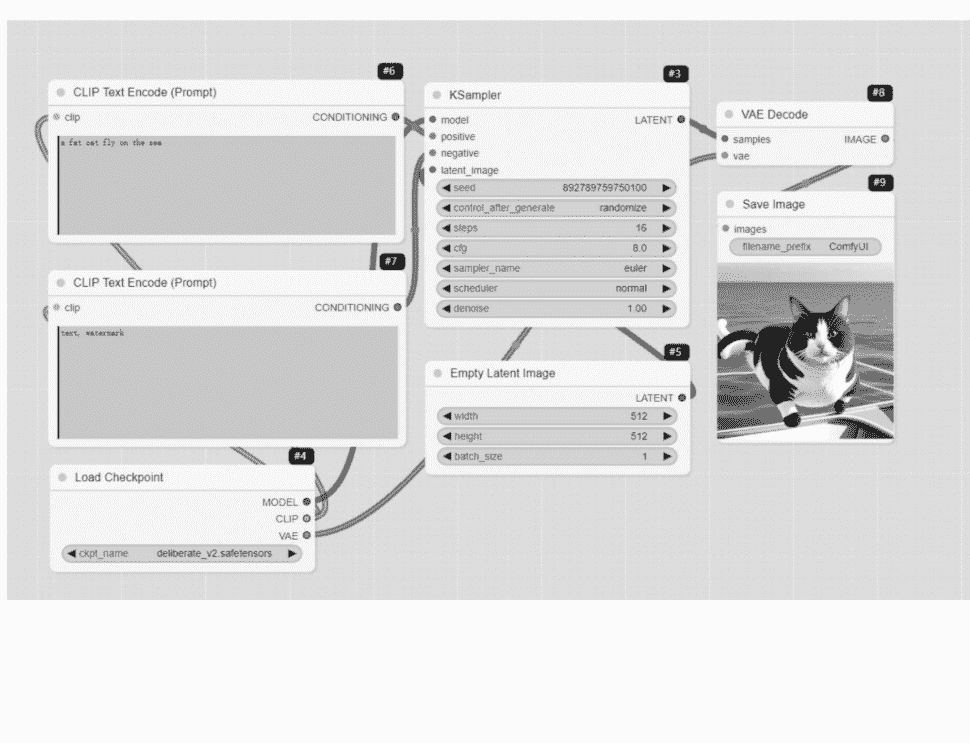 #6
CLIP Text Encode (Prompt)
clip CONDITIONING
a fat cat fly on the sea
#7
CLIP Text Encode (Prompt)
clip CONDITIONING
text, watermark
#4
Load Checkpoint
MODEL
CLIP
VAE
ckpt_name deliberate_v2.safetensors
#3
KSampler
model LATENT
positive
negative
latent_image
seed 892789759750100
control_after_generate randomize
steps 16
cfg 8.0
sampler_name euler
scheduler normal
denoise 1.00
#5
Empty Latent Image
LATENT
width 512
height 512
batch_size 1
#8
VAE Decode
samples IMAGE
vae
#9
Save Image
images
filename_prefix ComfyUI